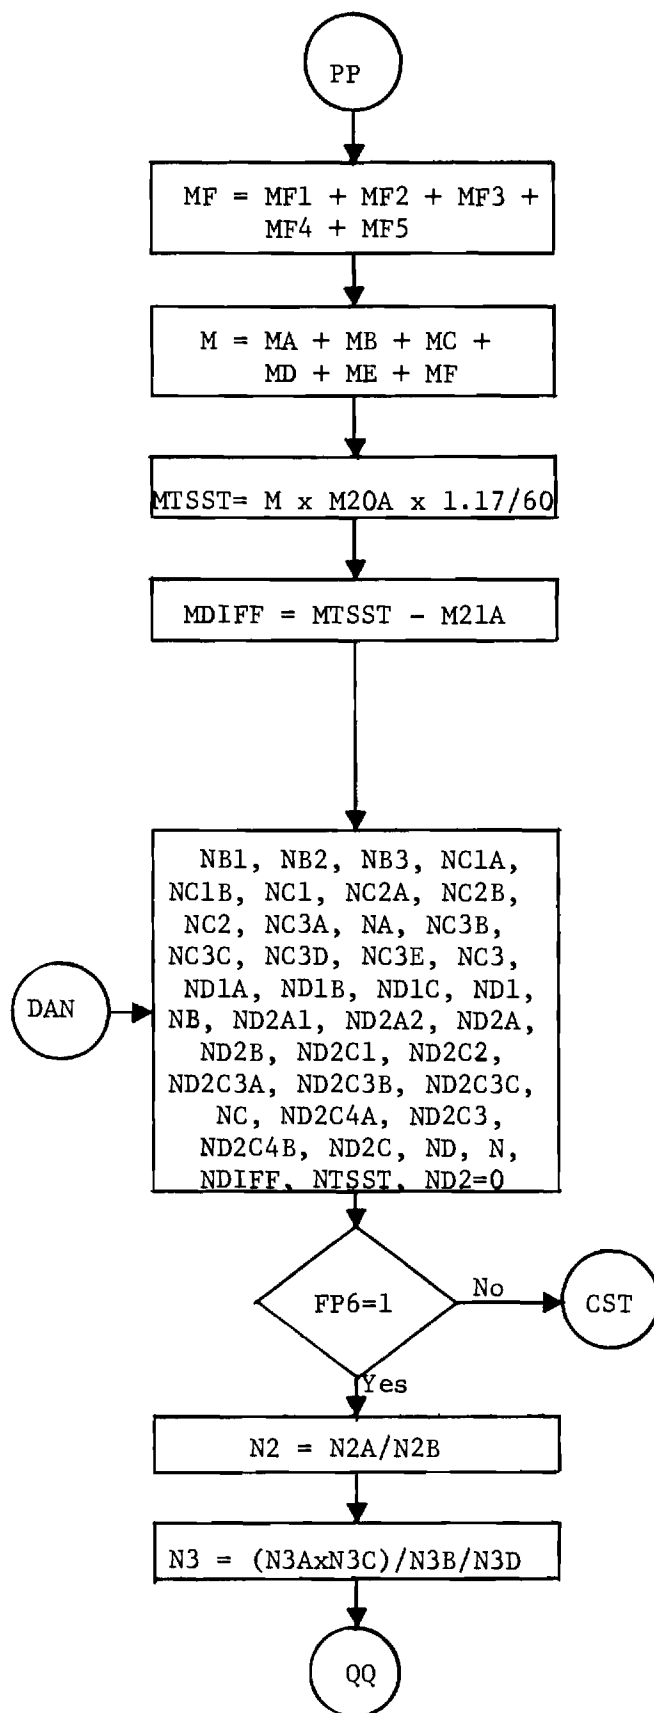 PP
MF = MF1 + MF2 + MF3 +
MF4 + MF5
M = MA + MB + MC +
MD + ME + MF
MTSST= M x M20A x 1.17/60
MDIFF = MTSST - M21A
NB1, NB2, NB3, NC1A,
NC1B, NC1, NC2A, NC2B,
NC2, NC3A, NA, NC3B,
NC3C, NC3D, NC3E, NC3,
ND1A, ND1B, ND1C, ND1,
DAN
NB, ND2A1, ND2A2, ND2A,
ND2B, ND2C1, ND2C2,
ND2C3A, ND2C3B, ND2C3C,
NC, ND2C4A, ND2C3,
ND2C4B, ND2C, ND, N,
NDIFF, NTSST, ND2=0
FP6=1
No
CST
Yes
N2 = N2A/N2B
N3 = (N3AxN3C)/N3B/N3D
QQ